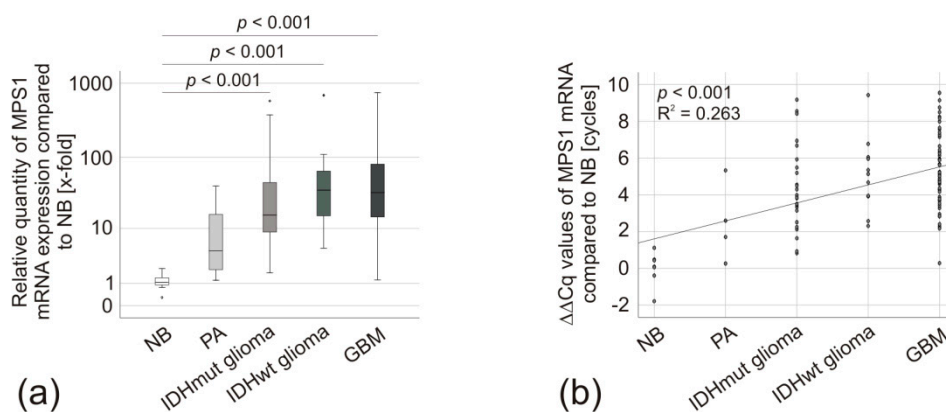 p < 0.001
p < 0.001
p < 0.001
Relative quantity of MPS1
mRNA expression compared
to NB [x-fold]
1000
100
10
1
0
NB
PA
IDHmut glioma
IDHwt glioma
GBM
(a)
ΔΔCq values of MPS1 mRNA
compared to NB [cycles]
10
8
6
4
2
0
-2
p < 0.001
R² = 0.263
NB
PA
IDHmut glioma
IDHwt glioma
GBM
(b)